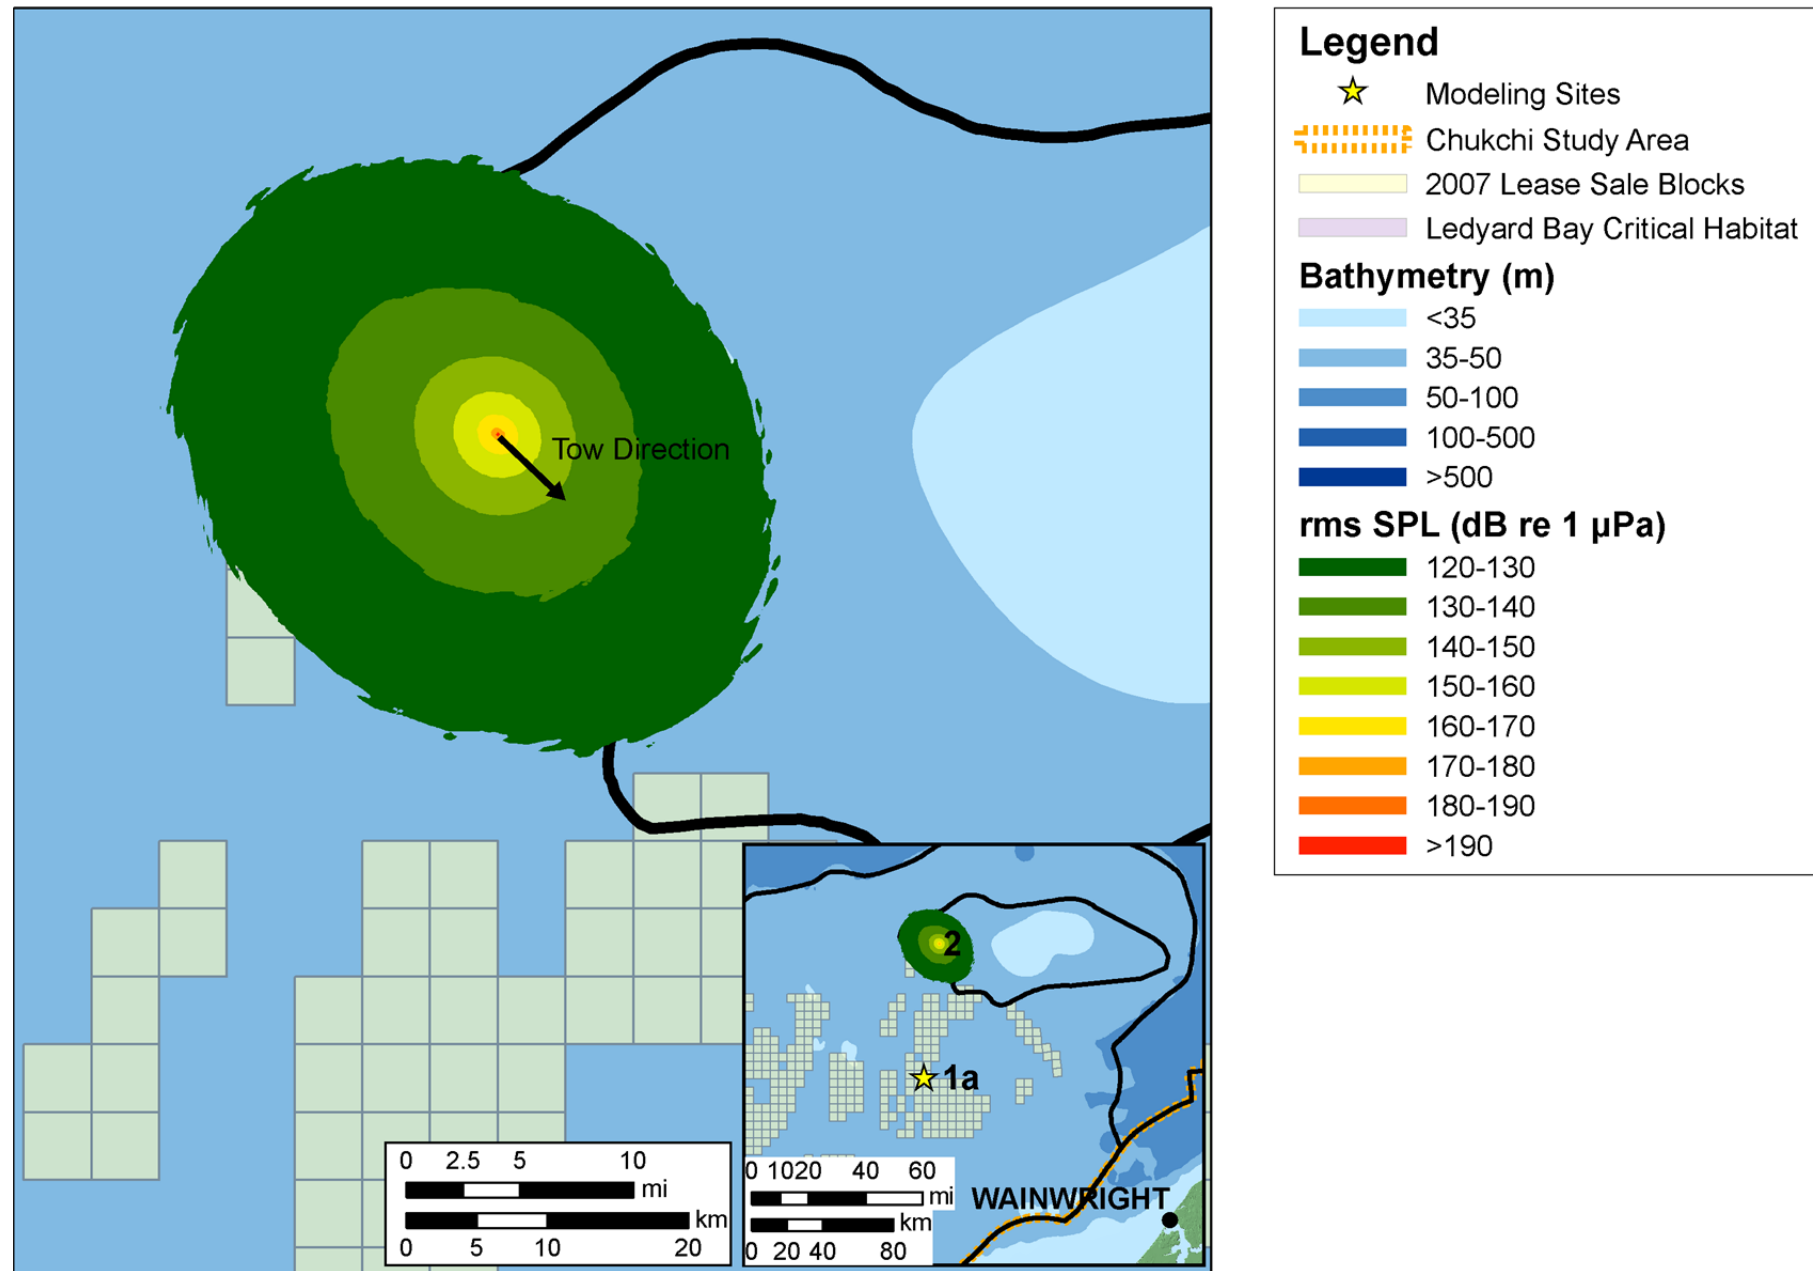 Tow Direction
0 2.5 5 10
mi
km
0 5 10 20
2
1a
WAINWRIGHT
0 1020 40 60
mi
km
0 20 40 80
Legend
Modeling Sites
Chukchi Study Area
2007 Lease Sale Blocks
Ledyard Bay Critical Habitat
Bathymetry (m)
<35
35-50
50-100
100-500
>500
rms SPL (dB re 1 µPa)
120-130
130-140
140-150
150-160
160-170
170-180
180-190
>190